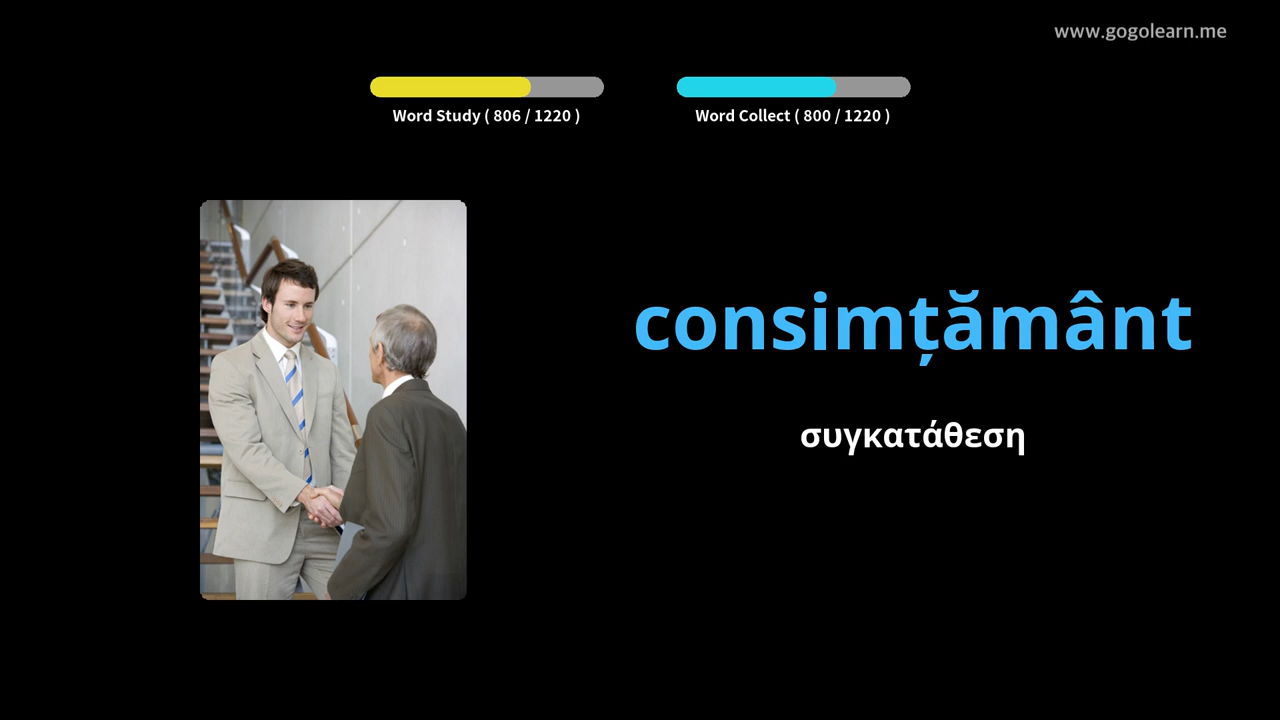 www.gogolearn.me
Word Study ( 806 / 1220 )
Word Collect ( 800 / 1220 )
consimțământ
συγκατάθεση